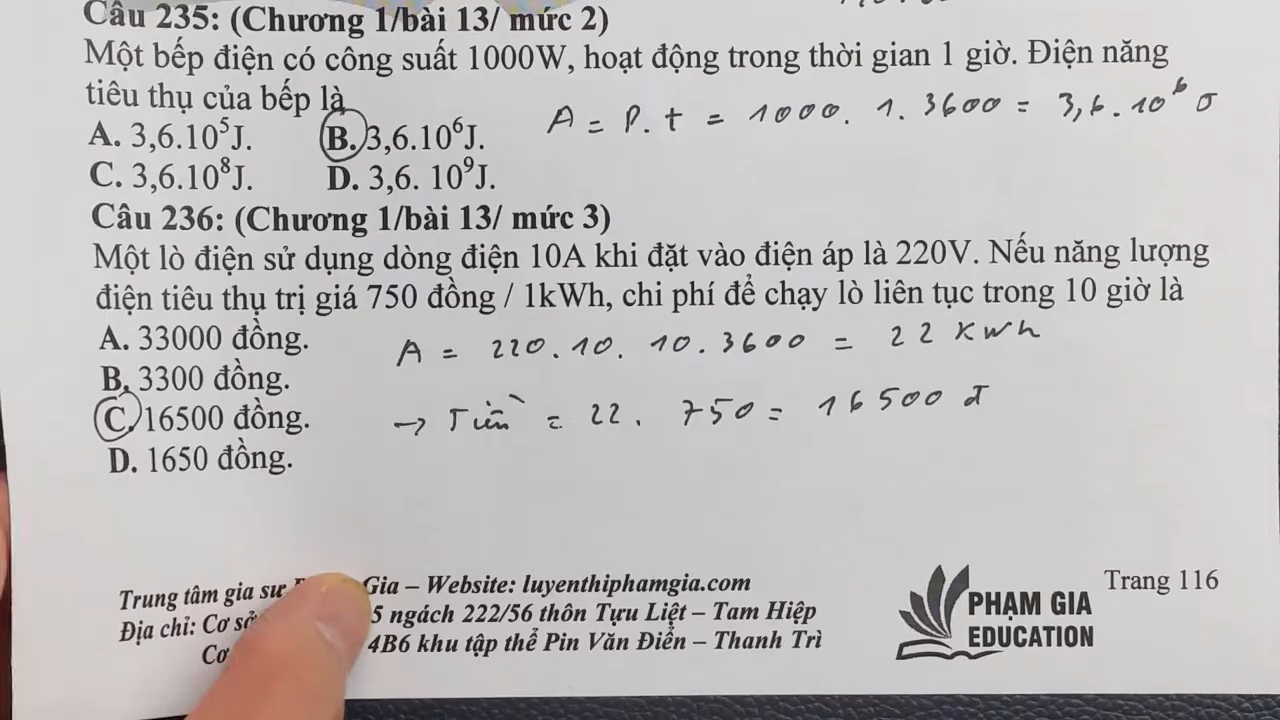 Câu 235: (Chương 1/bài 13/ mức 2)
Một bếp điện có công suất 1000W, hoạt động trong thời gian 1 giờ. Điện năng
tiêu thụ của bếp là
A = P. t = 1000. 1. 3600 = 3,6.10⁶ J
A. 3,6.10⁵J. B. 3,6.10⁶J.
C. 3,6.10⁸J. D. 3,6. 10⁹J.
Câu 236: (Chương 1/bài 13/ mức 3)
Một lò điện sử dụng dòng điện 10A khi đặt vào điện áp là 220V. Nếu năng lượng
điện tiêu thụ trị giá 750 đồng / 1kWh, chi phí để chạy lò liên tục trong 10 giờ là
A. 33000 đồng.
A = 220.10. 10.3600 = 22 KWh
B. 3300 đồng.
C. 16500 đồng.
→ Tiền = 22. 750 = 16500 đ
D. 1650 đồng.
Trung tâm gia sư Gia – Website: luyenthiphamgia.com
Địa chỉ: Cơ sở 5 ngách 222/56 thôn Tựu Liệt – Tam Hiệp
Cơ 4B6 khu tập thể Pin Văn Điển – Thanh Trì
PHẠM GIA
EDUCATION
Trang 116